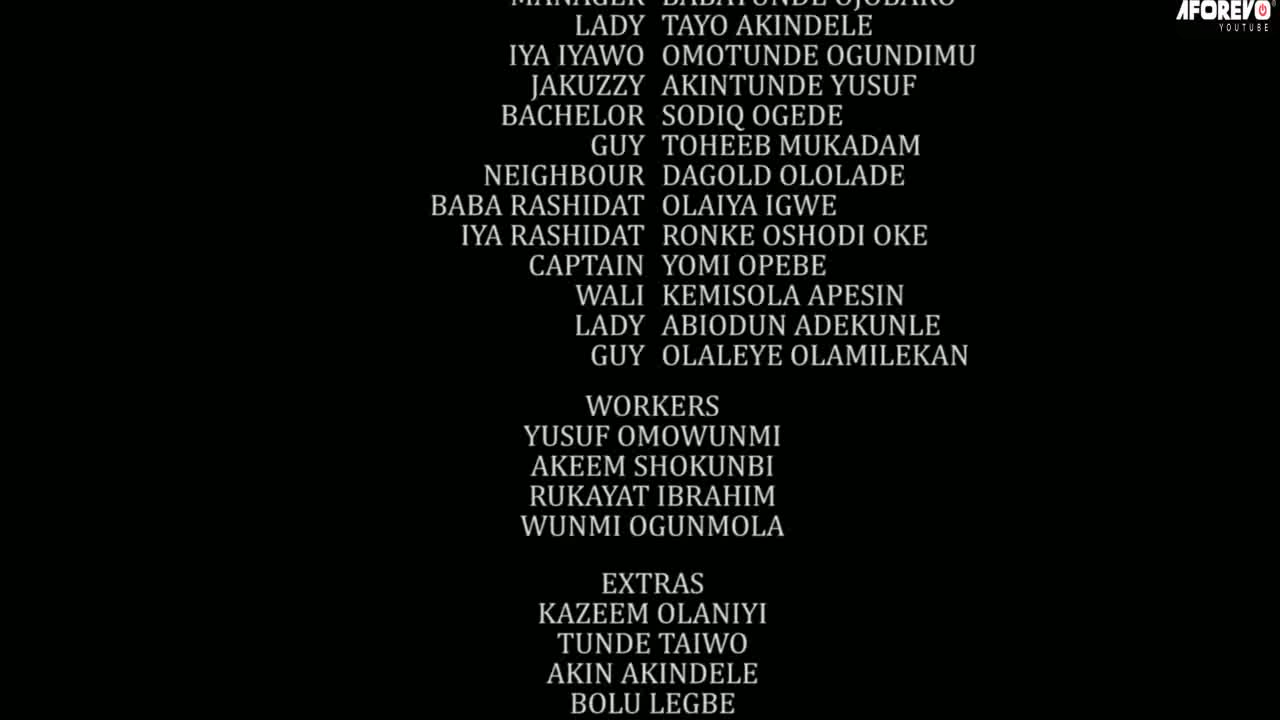 MANAGER BABATUNDE OJOBARO
LADY TAYO AKINDELE
IYA IYAWO OMOTUNDE OGUNDIMU
JAKUZZY AKINTUNDE YUSUF
BACHELOR SODIQ OGEDE
GUY TOHEEB MUKADAM
NEIGHBOUR DAGOLD OLOLADE
BABA RASHIDAT OLAIYA IGWE
IYA RASHIDAT RONKE OSHODI OKE
CAPTAIN YOMI OPEBE
WALI KEMISOLA APESIN
LADY ABIODUN ADEKUNLE
GUY OLALEYE OLAMILEKAN
WORKERS
YUSUF OMOWUNMI
AKEEM SHOKUNBI
RUKAYAT IBRAHIM
WUNMI OGUNMOLA
EXTRAS
KAZEEM OLANIYI
TUNDE TAIWO
AKIN AKINDELE
BOLU LEGBE
AFOREVO
YOUTUBE